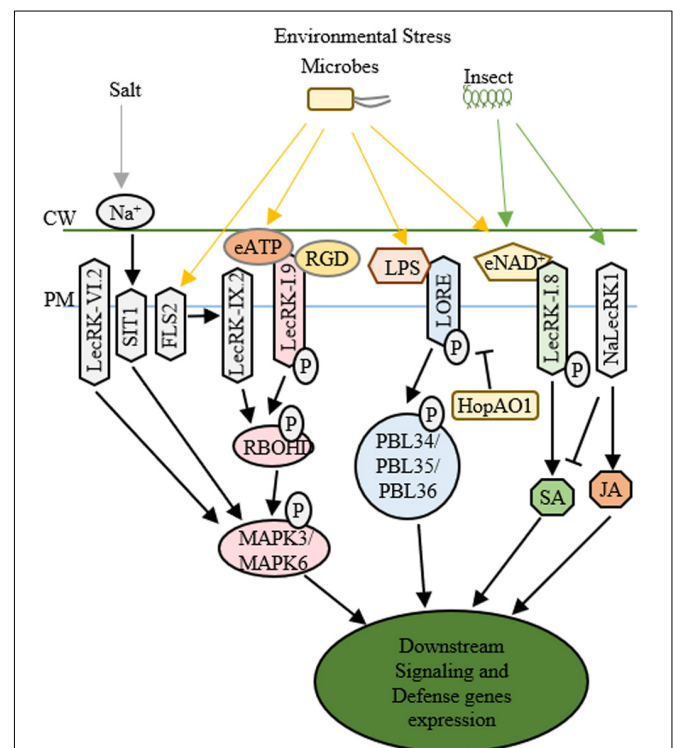 Environmental Stress
Microbes
Salt
Insect
Na+
CW
eATP
RGD
LPS
eNAD+
PM
LecRK-VI.2
SIT1
FLS2
LecRK-IX.2
LecRK-I.9
LORE
LecRK-I.8
NaLecRK1
P
P
P
HopAO1
P
RBOHD
P
PBL34/
PBL35/
PBL36
SA
JA
P
MAPK3/
MAPK6
Downstream
Signaling and
Defense genes
expression